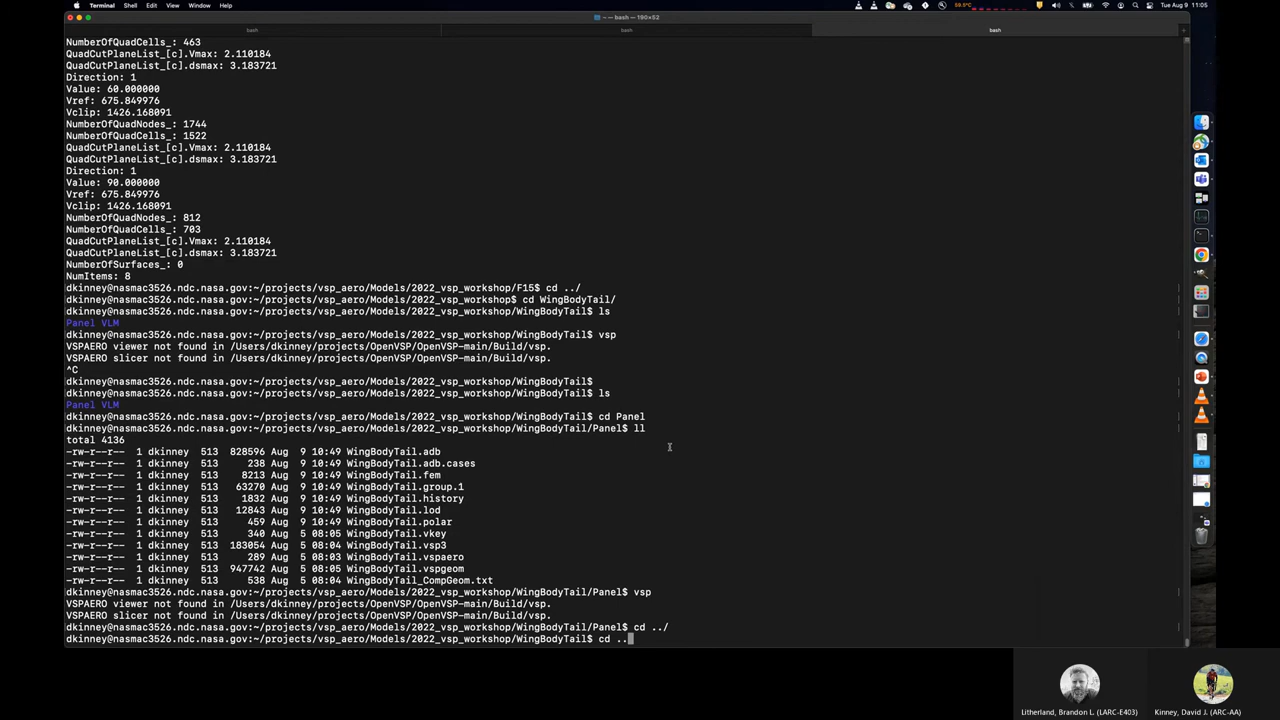 Terminal Shell Edit View Window Help
59.5°C
Tue Aug 9 11:05
~ — bash — 190×52
bash
bash
bash
NumberOfQuadCells_: 463
QuadCutPlaneList_[c].Vmax: 2.110184
QuadCutPlaneList_[c].dsmax: 3.183721
Direction: 1
Value: 60.000000
Vref: 675.849976
Vclip: 1426.168091
NumberOfQuadNodes_: 1744
NumberOfQuadCells_: 1522
QuadCutPlaneList_[c].Vmax: 2.110184
QuadCutPlaneList_[c].dsmax: 3.183721
Direction: 1
Value: 90.000000
Vref: 675.849976
Vclip: 1426.168091
NumberOfQuadNodes_: 812
NumberOfQuadCells_: 703
QuadCutPlaneList_[c].Vmax: 2.110184
QuadCutPlaneList_[c].dsmax: 3.183721
NumberOfSurfaces_: 0
NumItems: 8
dkinney@nasmac3526.ndc.nasa.gov:~/projects/vsp_aero/Models/2022_vsp_workshop/F15$ cd ../
dkinney@nasmac3526.ndc.nasa.gov:~/projects/vsp_aero/Models/2022_vsp_workshop$ cd WingBodyTail/
dkinney@nasmac3526.ndc.nasa.gov:~/projects/vsp_aero/Models/2022_vsp_workshop/WingBodyTail$ ls
Panel VLM
dkinney@nasmac3526.ndc.nasa.gov:~/projects/vsp_aero/Models/2022_vsp_workshop/WingBodyTail$ vsp
VSPAERO viewer not found in /Users/dkinney/projects/OpenVSP/OpenVSP-main/Build/vsp.
VSPAERO slicer not found in /Users/dkinney/projects/OpenVSP/OpenVSP-main/Build/vsp.
^C
dkinney@nasmac3526.ndc.nasa.gov:~/projects/vsp_aero/Models/2022_vsp_workshop/WingBodyTail$
dkinney@nasmac3526.ndc.nasa.gov:~/projects/vsp_aero/Models/2022_vsp_workshop/WingBodyTail$ ls
Panel VLM
dkinney@nasmac3526.ndc.nasa.gov:~/projects/vsp_aero/Models/2022_vsp_workshop/WingBodyTail$ cd Panel
dkinney@nasmac3526.ndc.nasa.gov:~/projects/vsp_aero/Models/2022_vsp_workshop/WingBodyTail/Panel$ ll
total 4136
-rw-r--r-- 1 dkinney 513 828596 Aug 9 10:49 WingBodyTail.adb
-rw-r--r-- 1 dkinney 513 238 Aug 9 10:49 WingBodyTail.adb.cases
-rw-r--r-- 1 dkinney 513 8213 Aug 9 10:49 WingBodyTail.fem
-rw-r--r-- 1 dkinney 513 63270 Aug 9 10:49 WingBodyTail.group.1
-rw-r--r-- 1 dkinney 513 1832 Aug 9 10:49 WingBodyTail.history
-rw-r--r-- 1 dkinney 513 12843 Aug 9 10:49 WingBodyTail.lod
-rw-r--r-- 1 dkinney 513 459 Aug 9 10:49 WingBodyTail.polar
-rw-r--r-- 1 dkinney 513 340 Aug 5 08:05 WingBodyTail.vkey
-rw-r--r-- 1 dkinney 513 183054 Aug 5 08:04 WingBodyTail.vsp3
-rw-r--r-- 1 dkinney 513 289 Aug 5 08:03 WingBodyTail.vspaero
-rw-r--r-- 1 dkinney 513 947742 Aug 5 08:05 WingBodyTail.vspgeom
-rw-r--r-- 1 dkinney 513 538 Aug 5 08:04 WingBodyTail_CompGeom.txt
dkinney@nasmac3526.ndc.nasa.gov:~/projects/vsp_aero/Models/2022_vsp_workshop/WingBodyTail/Panel$ vsp
VSPAERO viewer not found in /Users/dkinney/projects/OpenVSP/OpenVSP-main/Build/vsp.
VSPAERO slicer not found in /Users/dkinney/projects/OpenVSP/OpenVSP-main/Build/vsp.
dkinney@nasmac3526.ndc.nasa.gov:~/projects/vsp_aero/Models/2022_vsp_workshop/WingBodyTail/Panel$ cd ../
dkinney@nasmac3526.ndc.nasa.gov:~/projects/vsp_aero/Models/2022_vsp_workshop/WingBodyTail$ cd ..
Litherland, Brandon L. (LARC-E403)
Kinney, David J. (ARC-AA)